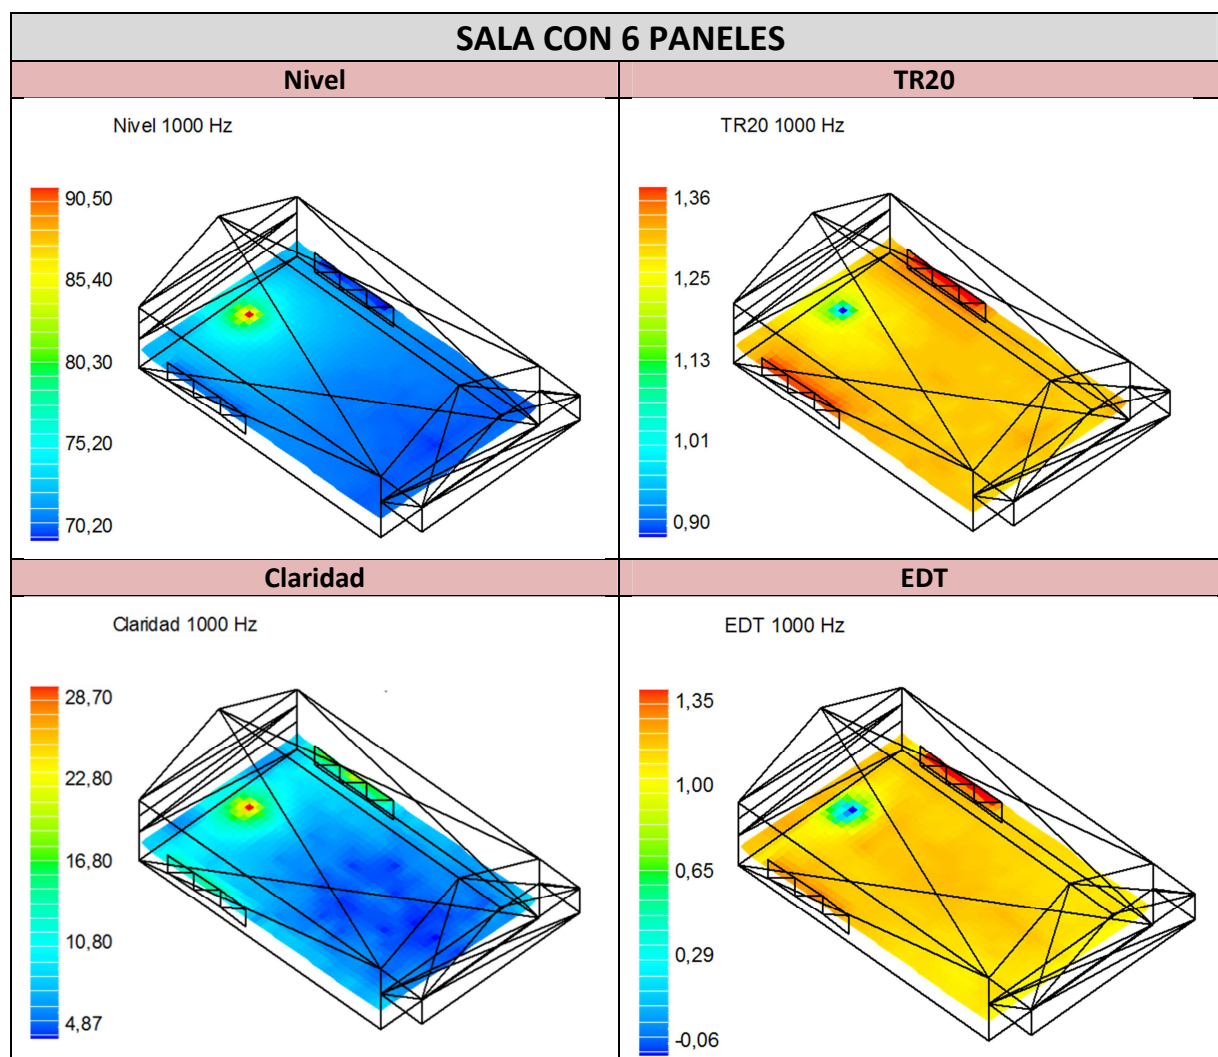 SALA CON 6 PANELES
Nivel
TR20
Nivel 1000 Hz
90,50
85,40
80,30
75,20
70,20
TR20 1000 Hz
1,36
1,25
1,13
1,01
0,90
Claridad
EDT
Claridad 1000 Hz
28,70
22,80
16,80
10,80
4,87
EDT 1000 Hz
1,35
1,00
0,65
0,29
-0,06